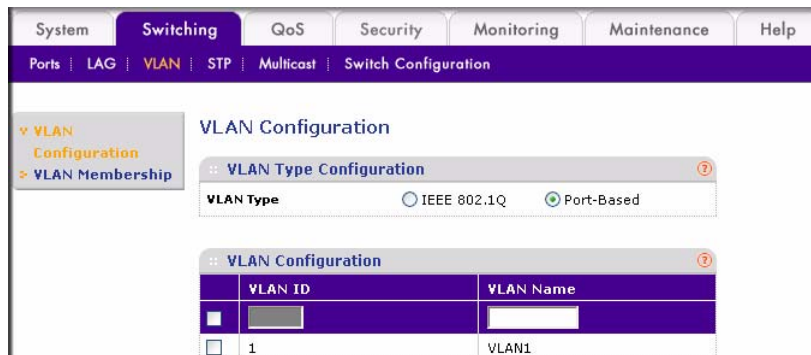 System Switching QoS Security Monitoring Maintenance Help
Ports LAG VLAN STP Multicast Switch Configuration
VLAN Configuration
VLAN Membership
VLAN Configuration
VLAN Type Configuration ?
VLAN Type IEEE 802.1Q Port-Based
VLAN Configuration ?
VLAN ID VLAN Name
1 VLAN1